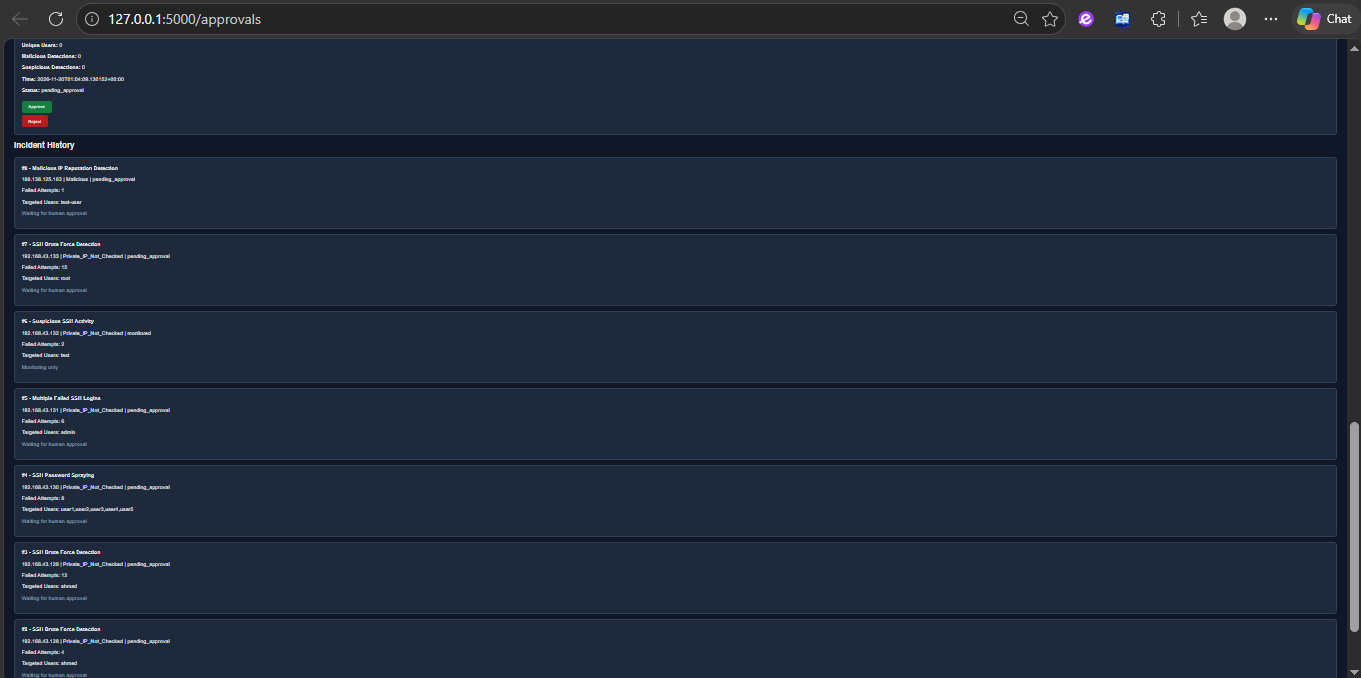 127.0.0.1:5000/approvals
Chat
Unique Users: 0
Malicious Detections: 0
Suspicious Detections: 0
Time: 2026-11-20T01:04:09.136152+00:00
Status: pending_approval
Approve
Reject
Incident History
#8 - Malicious IP Reputation Detection
188.138.125.163 | Malicious | pending_approval
Failed Attempts: 1
Targeted Users: test-user
Waiting for human approval
#7 - SSH Brute Force Detection
192.168.43.133 | Private_IP_Not_Checked | pending_approval
Failed Attempts: 15
Targeted Users: root
Waiting for human approval
#6 - Suspicious SSH Activity
192.168.43.132 | Private_IP_Not_Checked | monitored
Failed Attempts: 3
Targeted Users: test
Monitoring only
#5 - Multiple Failed SSH Logins
192.168.43.131 | Private_IP_Not_Checked | pending_approval
Failed Attempts: 6
Targeted Users: admin
Waiting for human approval
#4 - SSH Password Spraying
192.168.43.130 | Private_IP_Not_Checked | pending_approval
Failed Attempts: 8
Targeted Users: user1,user2,user3,user4,user5
Waiting for human approval
#3 - SSH Brute Force Detection
192.168.43.128 | Private_IP_Not_Checked | pending_approval
Failed Attempts: 12
Targeted Users: ahmed
Waiting for human approval
#2 - SSH Brute Force Detection
192.168.43.128 | Private_IP_Not_Checked | pending_approval
Failed Attempts: 4
Targeted Users: ahmed
Waiting for human approval